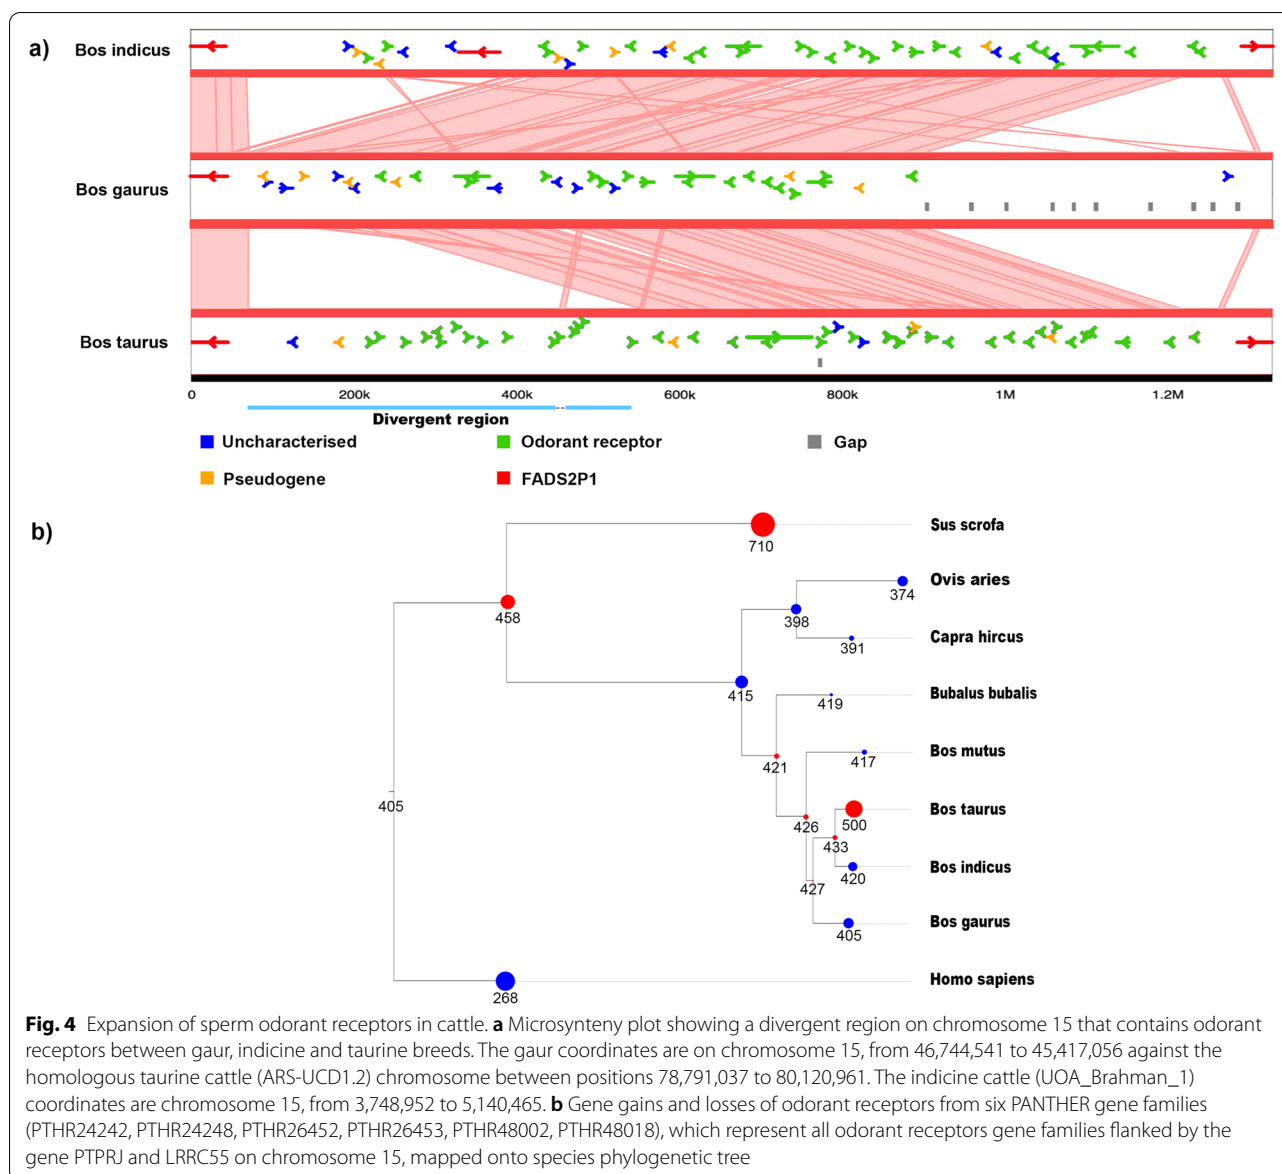 a)
Bos indicus
Bos gaurus
Bos taurus
0 200k 400k 600k 800k 1M 1.2M
Divergent region
Uncharacterised Odorant receptor Gap
Pseudogene FADS2P1
b)
Sus scrofa
710
Ovis aries
374
458
398
Capra hircus
391
415
Bubalus bubalis
419
Bos mutus
417
421
405
Bos taurus
500
426
433
Bos indicus
420
427
Bos gaurus
405
Homo sapiens
268
Fig. 4 Expansion of sperm odorant receptors in cattle. a Microsynteny plot showing a divergent region on chromosome 15 that contains odorant
receptors between gaur, indicine and taurine breeds. The gaur coordinates are on chromosome 15, from 46,744,541 to 45,417,056 against the
homologous taurine cattle (ARS-UCD1.2) chromosome between positions 78,791,037 to 80,120,961. The indicine cattle (UOA_Brahman_1)
coordinates are chromosome 15, from 3,748,952 to 5,140,465. b Gene gains and losses of odorant receptors from six PANTHER gene families
(PTHR24242, PTHR24248, PTHR26452, PTHR26453, PTHR48002, PTHR48018), which represent all odorant receptors gene families flanked by the
gene PTPRJ and LRRC55 on chromosome 15, mapped onto species phylogenetic tree